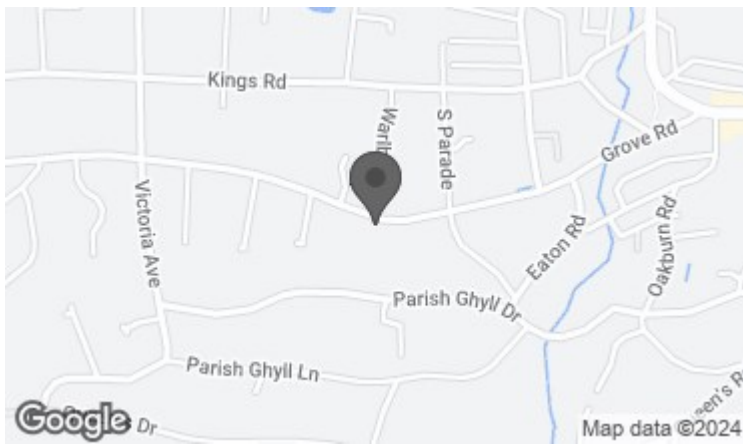 Kings Rd
S Parade
Grove Rd
Victoria Ave
Eaton Rd
Oakburn Rd
Parish Ghyll Dr
Parish Ghyll Ln
Dr
Google
Map data ©2024